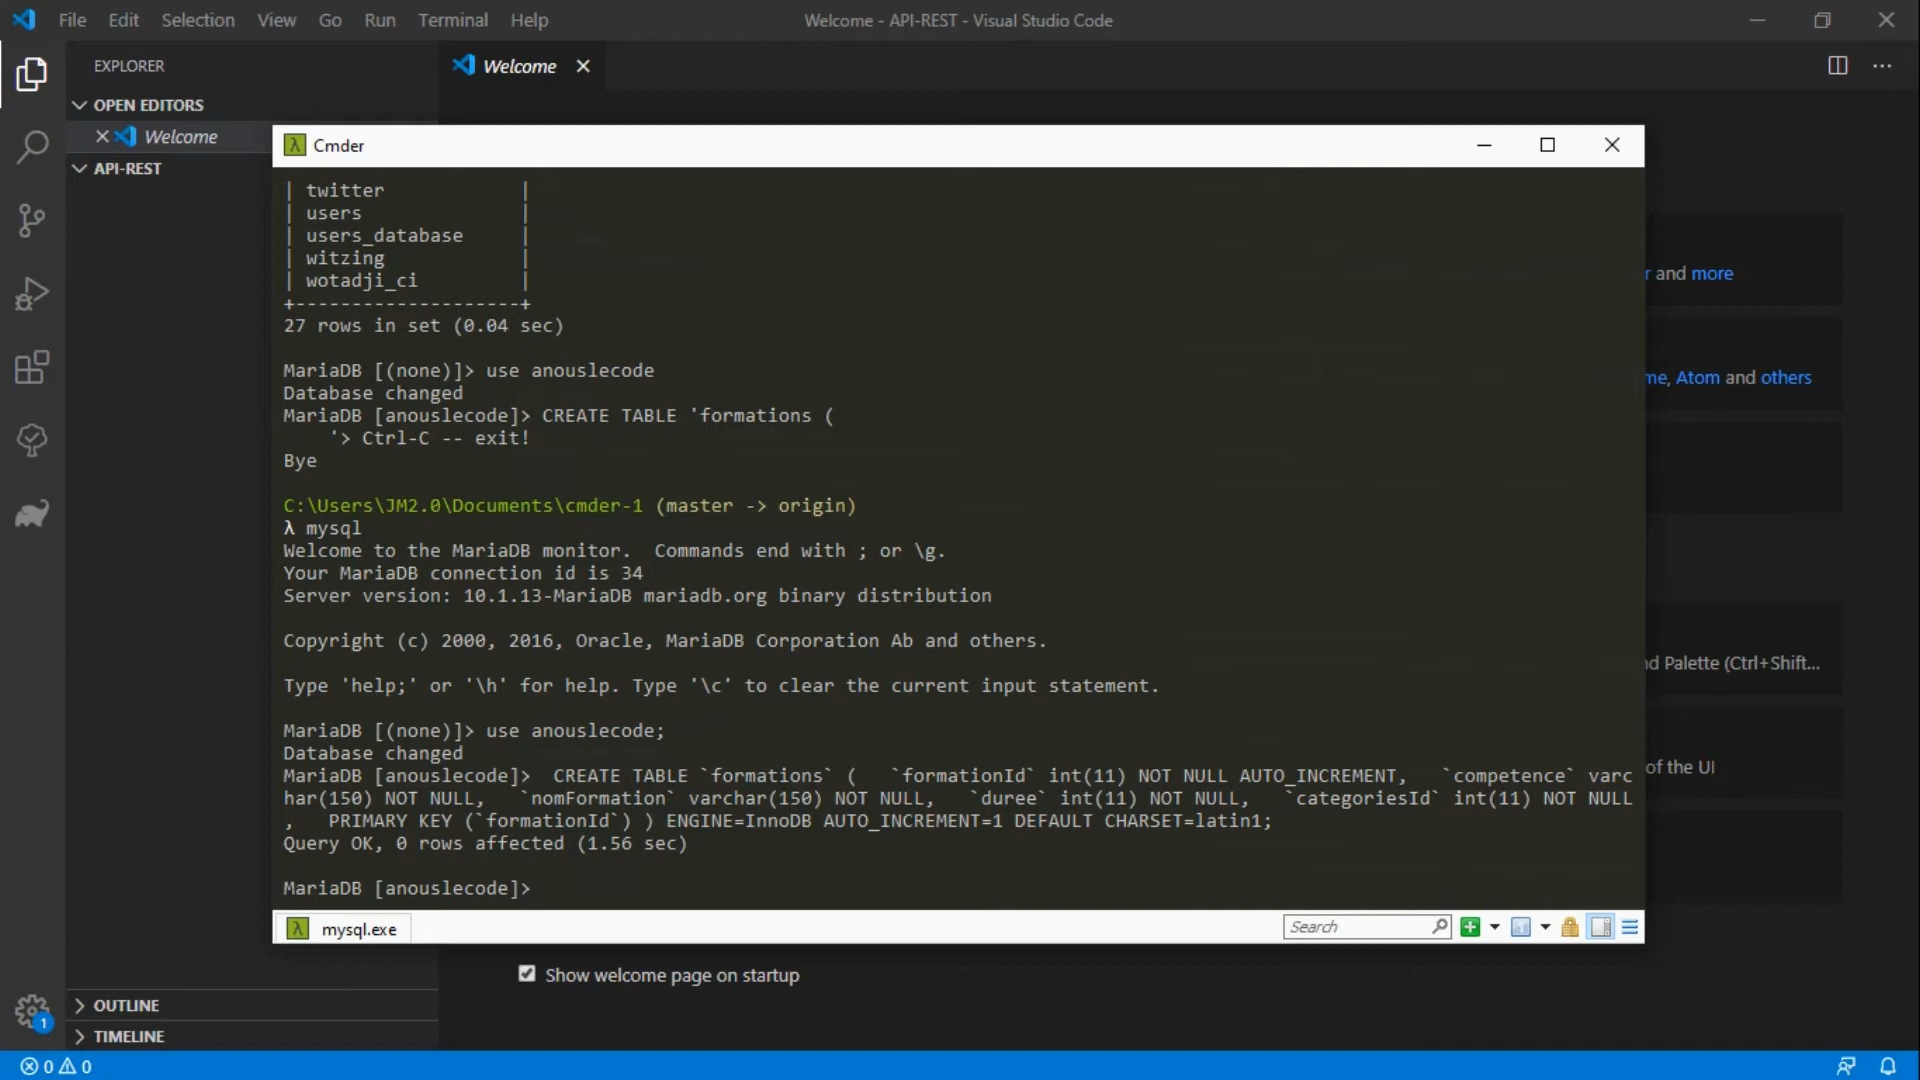 File Edit Selection View Go Run Terminal Help
Welcome - API-REST - Visual Studio Code
EXPLORER
OPEN EDITORS
Welcome
API-REST
Welcome
Cmder
| twitter |
| users |
| users_database |
| witzing |
| wotadji_ci |
+--------------------+
27 rows in set (0.04 sec)
MariaDB [(none)]> use anouslecode
Database changed
MariaDB [anouslecode]> CREATE TABLE 'formations (
'> Ctrl-C -- exit!
Bye
C:\Users\JM2.0\Documents\cmder-1 (master -> origin)
λ mysql
Welcome to the MariaDB monitor. Commands end with ; or \g.
Your MariaDB connection id is 34
Server version: 10.1.13-MariaDB mariadb.org binary distribution
Copyright (c) 2000, 2016, Oracle, MariaDB Corporation Ab and others.
Type 'help;' or '\h' for help. Type '\c' to clear the current input statement.
MariaDB [(none)]> use anouslecode;
Database changed
MariaDB [anouslecode]> CREATE TABLE `formations` ( `formationId` int(11) NOT NULL AUTO_INCREMENT, `competence` varc
har(150) NOT NULL, `nomFormation` varchar(150) NOT NULL, `duree` int(11) NOT NULL, `categoriesId` int(11) NOT NULL
, PRIMARY KEY (`formationId`) ) ENGINE=InnoDB AUTO_INCREMENT=1 DEFAULT CHARSET=latin1;
Query OK, 0 rows affected (1.56 sec)
MariaDB [anouslecode]>
mysql.exe
Search
r and more
me, Atom and others
nd Palette (Ctrl+Shift...
of the UI
Show welcome page on startup
OUTLINE
TIMELINE
1
0 0